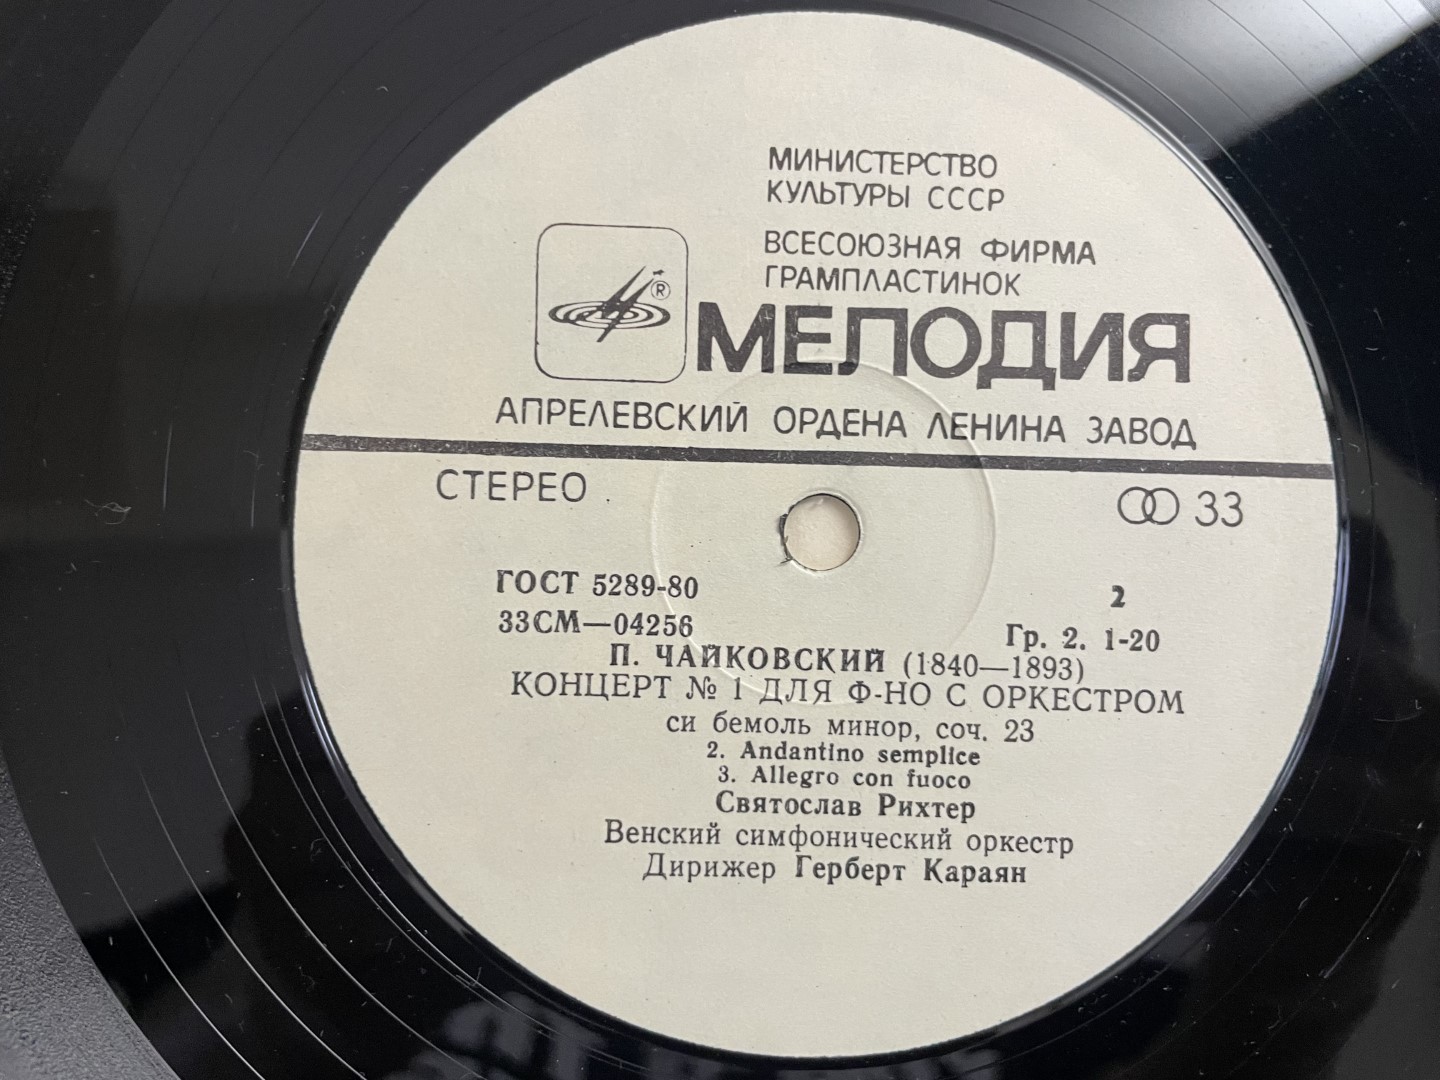 МИНИСТЕРСТВО
КУЛЬТУРЫ СССР
ВСЕСОЮЗНАЯ ФИРМА
ГРАМПЛАСТИНОК
®
МЕЛОДИЯ
АПРЕЛЕВСКИЙ ОРДЕНА ЛЕНИНА ЗАВОД
СТЕРЕО
33
ГОСТ 5289-80
2
33СМ—04256
Гр. 2. 1-20
П. ЧАЙКОВСКИЙ (1840—1893)
КОНЦЕРТ № 1 ДЛЯ Ф-НО С ОРКЕСТРОМ
си бемоль минор, соч. 23
2. Andantino semplice
3. Allegro con fuoco
Святослав Рихтер
Венский симфонический оркестр
Дирижер Герберт Караян